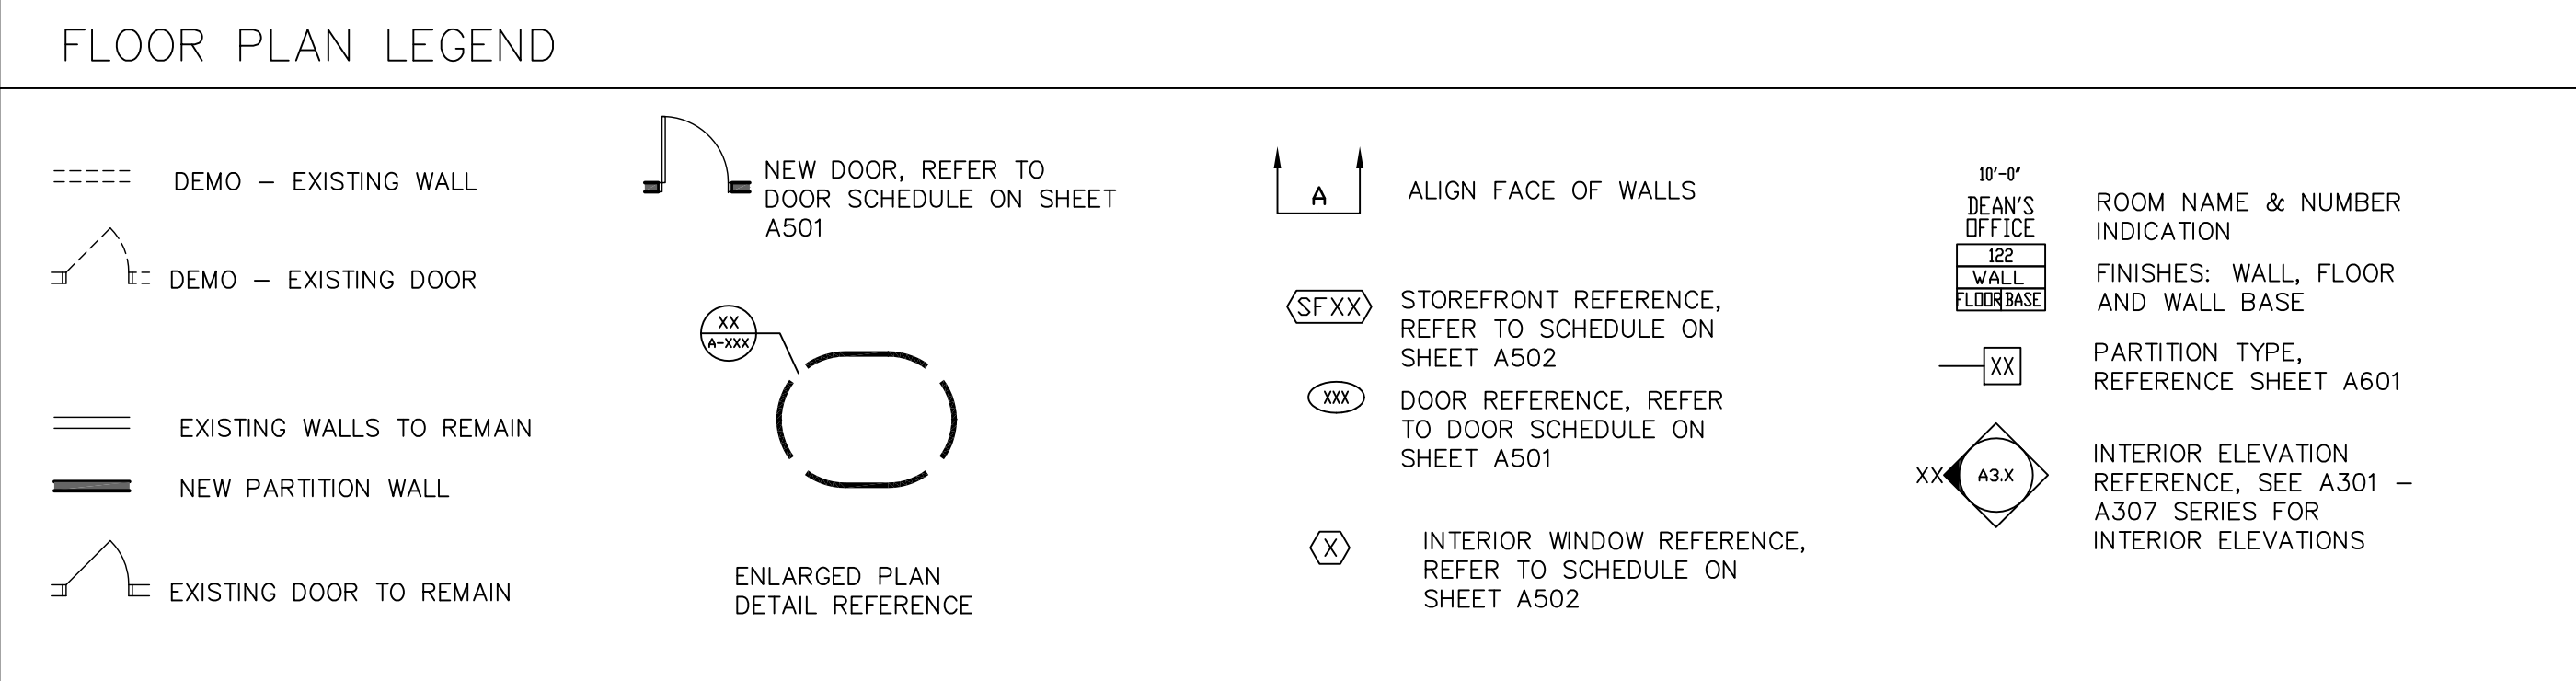 FLOOR PLAN LEGEND
DEMO – EXISTING WALL
DEMO – EXISTING DOOR
EXISTING WALLS TO REMAIN
NEW PARTITION WALL
EXISTING DOOR TO REMAIN
NEW DOOR, REFER TO
DOOR SCHEDULE ON SHEET
A501
XX
A-XXX
ENLARGED PLAN
DETAIL REFERENCE
A
ALIGN FACE OF WALLS
SFXX
STOREFRONT REFERENCE,
REFER TO SCHEDULE ON
SHEET A502
XXX
DOOR REFERENCE, REFER
TO DOOR SCHEDULE ON
SHEET A501
X
INTERIOR WINDOW REFERENCE,
REFER TO SCHEDULE ON
SHEET A502
10'-0"
DEAN'S
OFFICE
122
WALL
FLOOR BASE
ROOM NAME & NUMBER
INDICATION
FINISHES: WALL, FLOOR
AND WALL BASE
XX
PARTITION TYPE,
REFERENCE SHEET A601
XX
A3.X
INTERIOR ELEVATION
REFERENCE, SEE A301 –
A307 SERIES FOR
INTERIOR ELEVATIONS